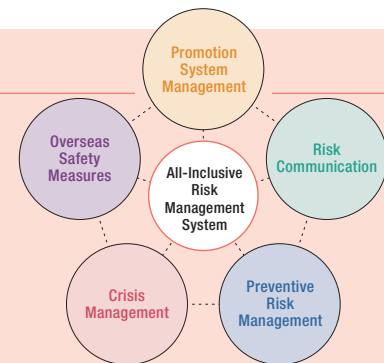 Promotion
System
Management
Overseas
Safety
Measures
Risk
Communication
All-Inclusive
Risk
Management
System
Crisis
Management
Preventive
Risk
Management